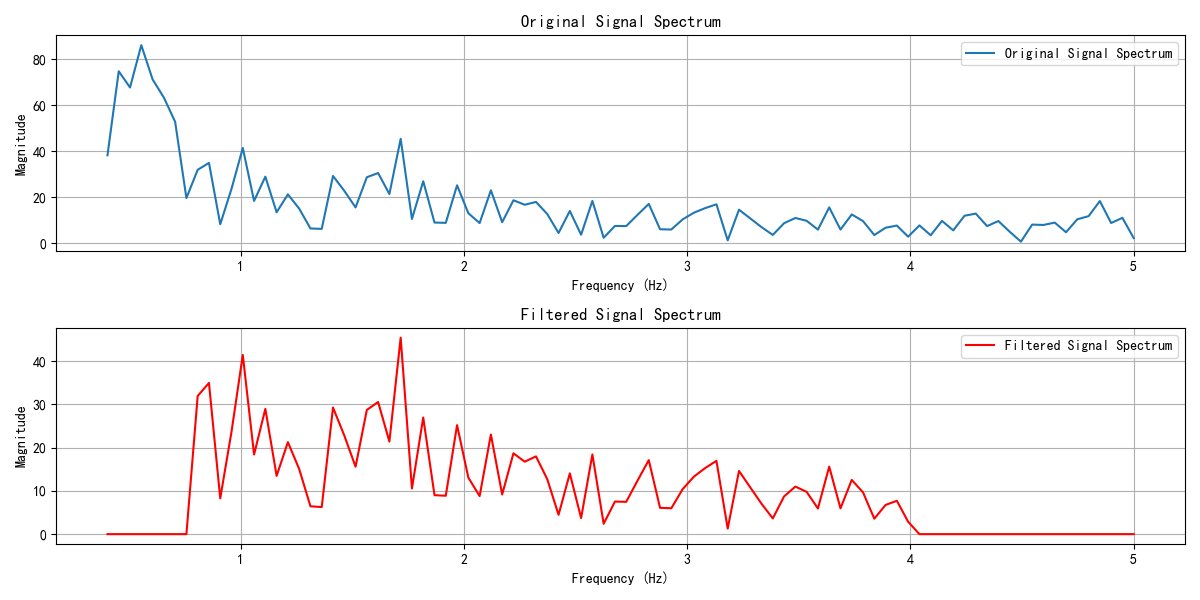 Original Signal Spectrum
Original Signal Spectrum
Magnitude
80
60
40
20
0
1 2 3 4 5
Frequency (Hz)
Filtered Signal Spectrum
Filtered Signal Spectrum
Magnitude
40
30
20
10
0
1 2 3 4 5
Frequency (Hz)